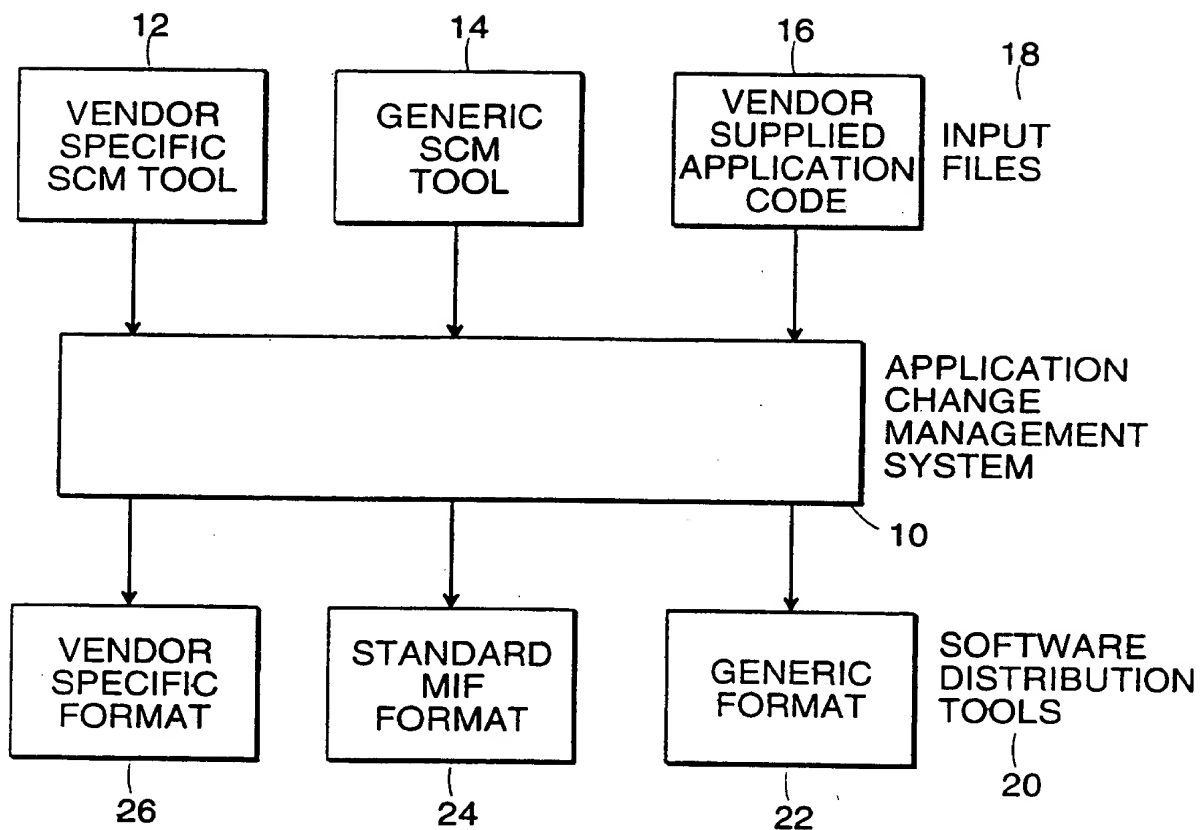 12
14
16
18
VENDOR
SPECIFIC
SCM TOOL
GENERIC
SCM
TOOL
VENDOR
SUPPLIED
APPLICATION
CODE
INPUT
FILES
APPLICATION
CHANGE
MANAGEMENT
SYSTEM
10
VENDOR
SPECIFIC
FORMAT
STANDARD
MIF
FORMAT
GENERIC
FORMAT
SOFTWARE
DISTRIBUTION
TOOLS
26
24
22
20